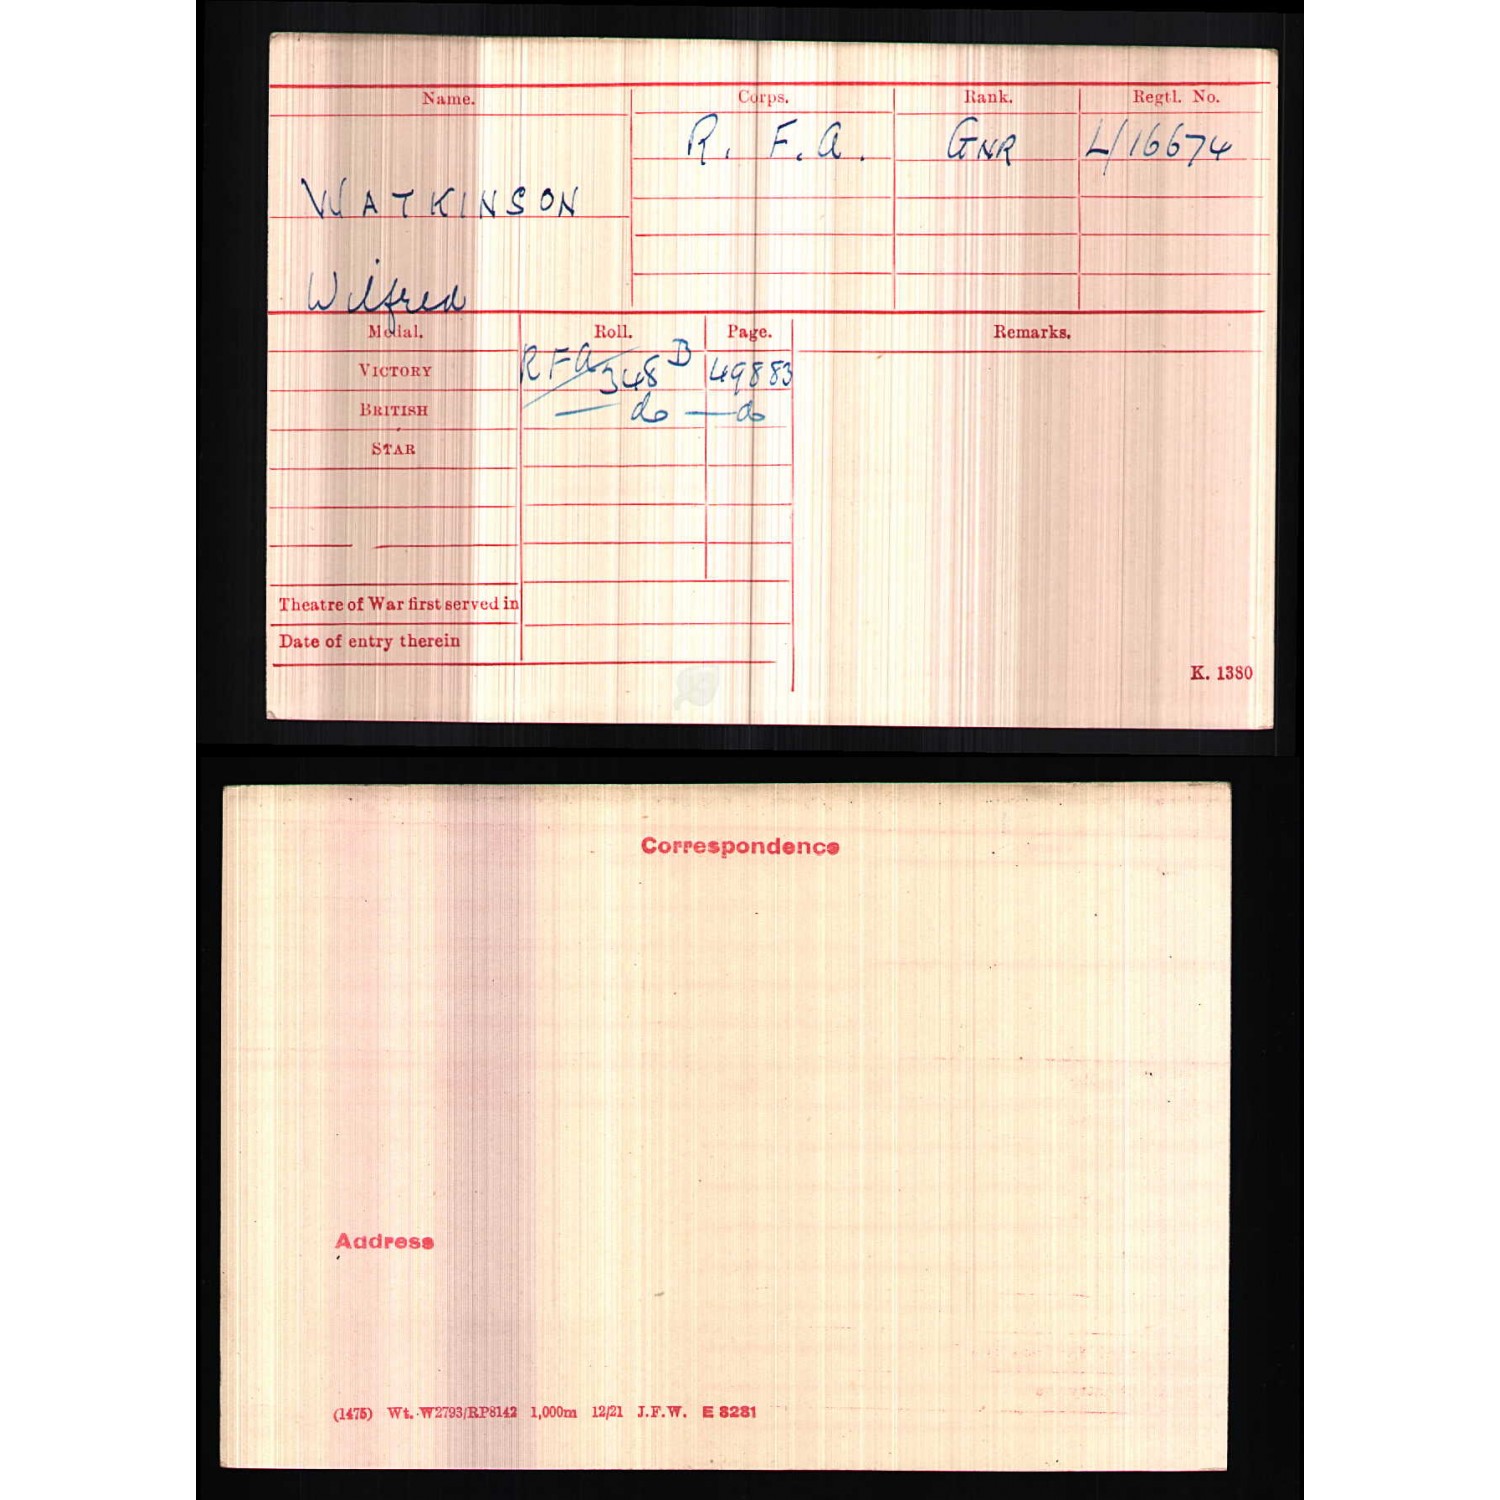 Name. Corps. Rank. Regtl. No.
R. F. A. GNR L/16674
WATKINSON
Wilfred
Medal. Roll. Page. Remarks.
VICTORY RFA 348 B 49883
BRITISH — do — do
STAR
Theatre of War first served in
Date of entry therein
K. 1380
Correspondence
Address
(1475) Wt. W2793/RP8142 1,000m 12/21 J.F.W. E 8281